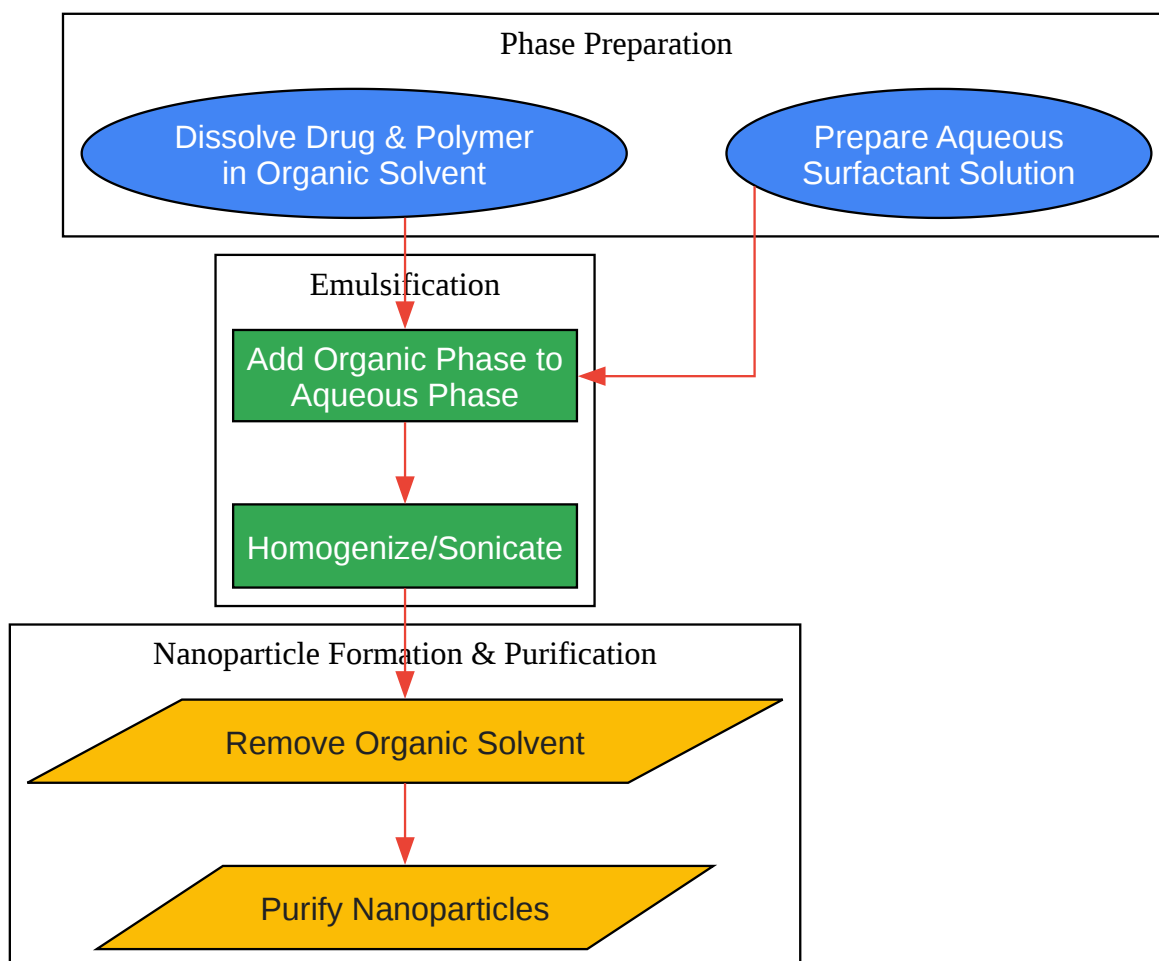 Phase Preparation
Dissolve Drug & Polymer
in Organic Solvent
Prepare Aqueous
Surfactant Solution
Emulsification
Add Organic Phase to
Aqueous Phase
Homogenize/Sonicate
Nanoparticle Formation & Purification
Remove Organic Solvent
Purify Nanoparticles